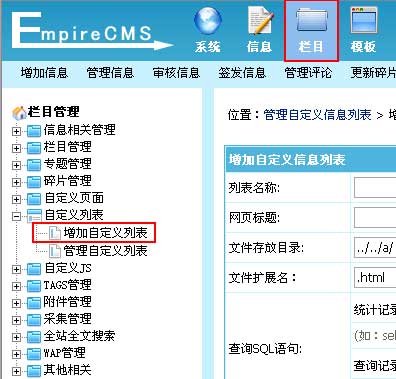 EmpireCMS
系统 信息 栏目 模板
增加信息 管理信息 审核信息 签发信息 管理评论 更新碎片
栏目管理
信息相关管理
栏目管理
专题管理
碎片管理
自定义页面
自定义列表
增加自定义列表
管理自定义列表
自定义JS
TAGS管理
附件管理
采集管理
全站全文搜索
WAP管理
其他相关
位置：管理自定义信息列表 > 增
增加自定义信息列表
列表名称:
网页标题:
文件存放目录: ../../a/
文件扩展名： .html
统计记录
(如：sel
查询SQL语句:
查询记录